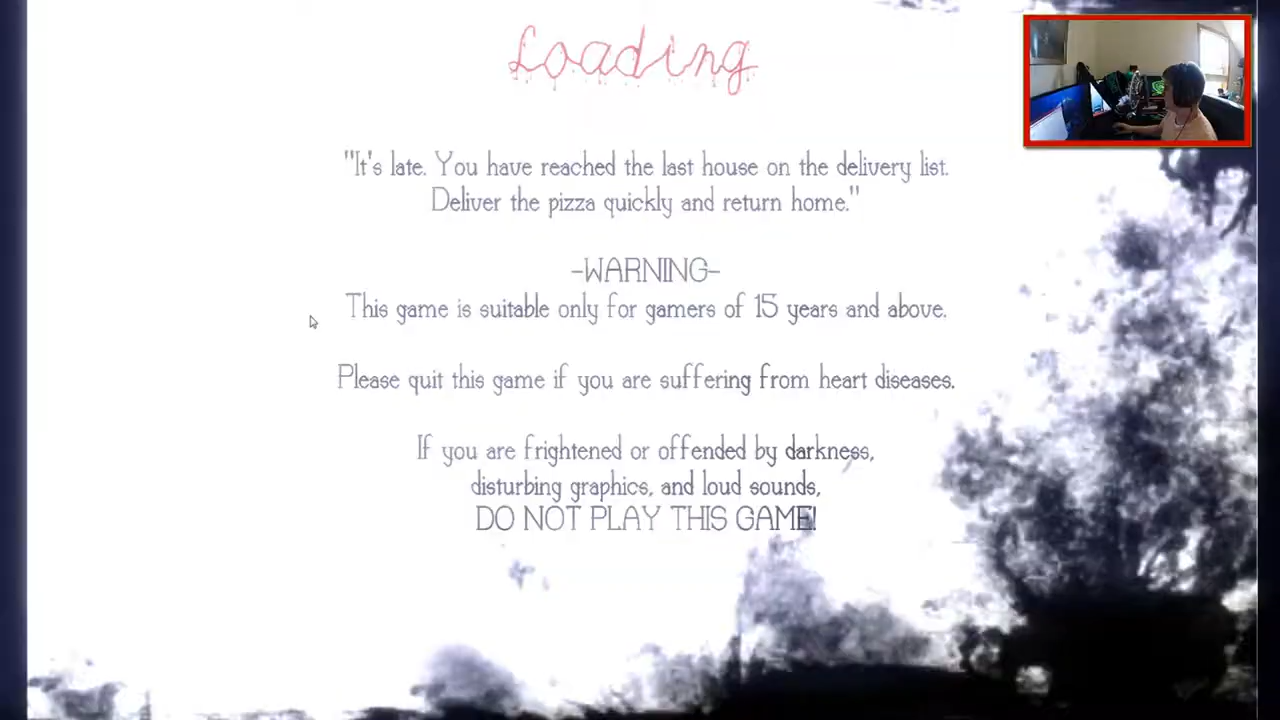 Loading
"It's late. You have reached the last house on the delivery list.
Deliver the pizza quickly and return home."
-WARNING-
This game is suitable only for gamers of 15 years and above.
Please quit this game if you are suffering from heart diseases.
If you are frightened or offended by darkness,
disturbing graphics, and loud sounds,
DO NOT PLAY THIS GAME!